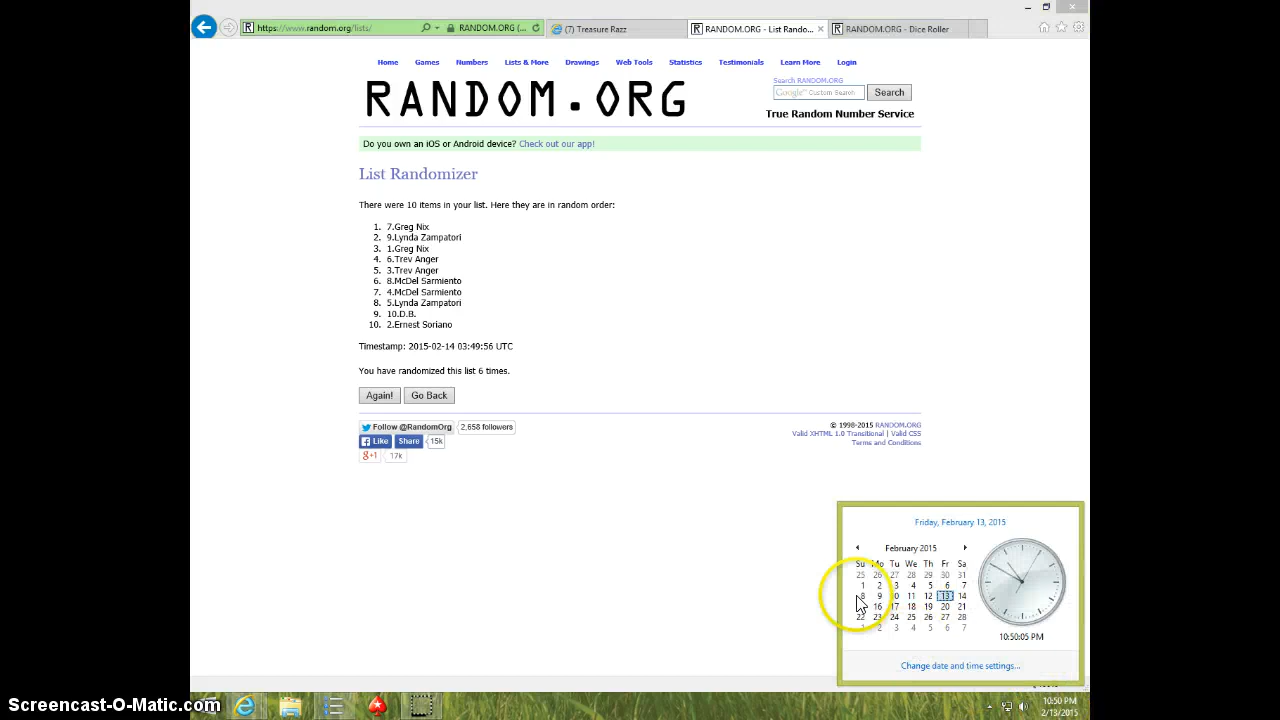 https://www.random.org/lists/
RANDOM.ORG (...
(7) Treasure Razz
RANDOM.ORG - List Rando...
RANDOM.ORG - Dice Roller
Home Games Numbers Lists & More Drawings Web Tools Statistics Testimonials Learn More Login
RANDOM.ORG
Search RANDOM.ORG
Google™ Custom Search
Search
True Random Number Service
Do you own an iOS or Android device? Check out our app!
List Randomizer
There were 10 items in your list. Here they are in random order:
1. 7.Greg Nix
2. 9.Lynda Zampatori
3. 1.Greg Nix
4. 6.Trev Anger
5. 3.Trev Anger
6. 8.McDel Sarmiento
7. 4.McDel Sarmiento
8. 5.Lynda Zampatori
9. 10.D.B.
10. 2.Ernest Soriano
Timestamp: 2015-02-14 03:49:56 UTC
You have randomized this list 6 times.
Again! Go Back
Follow @RandomOrg 2,658 followers
Like Share 15k
g+1 17k
© 1998-2015 RANDOM.ORG
Valid XHTML 1.0 Transitional | Valid CSS
Terms and Conditions
Friday, February 13, 2015
February 2015
Su Mo Tu We Th Fr Sa
25 26 27 28 29 30 31
1 2 3 4 5 6 7
8 9 10 11 12 13 14
16 17 18 19 20 21
22 23 24 25 26 27 28
1 2 3 4 5 6 7
10:50:05 PM
Change date and time settings...
10:50 PM
2/13/2015
Screencast-O-Matic.com